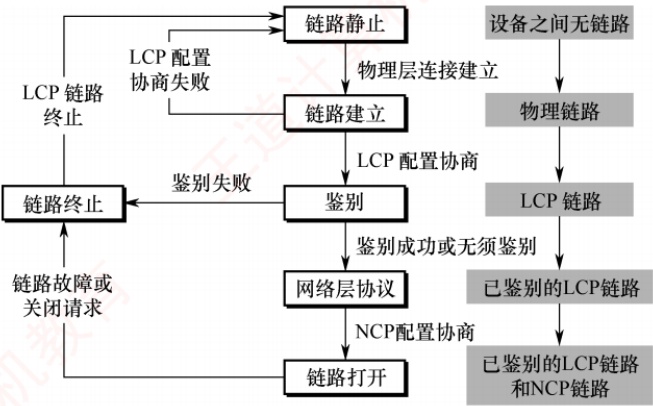 链路静止
设备之间无链路
LCP 配置
协商失败
物理层连接建立
LCP 链路
终止
链路建立
物理链路
LCP 配置协商
鉴别失败
链路终止
鉴别
LCP 链路
鉴别成功或无须鉴别
链路故障或
关闭请求
网络层协议
已鉴别的LCP链路
NCP配置协商
链路打开
已鉴别的LCP链路
和NCP链路